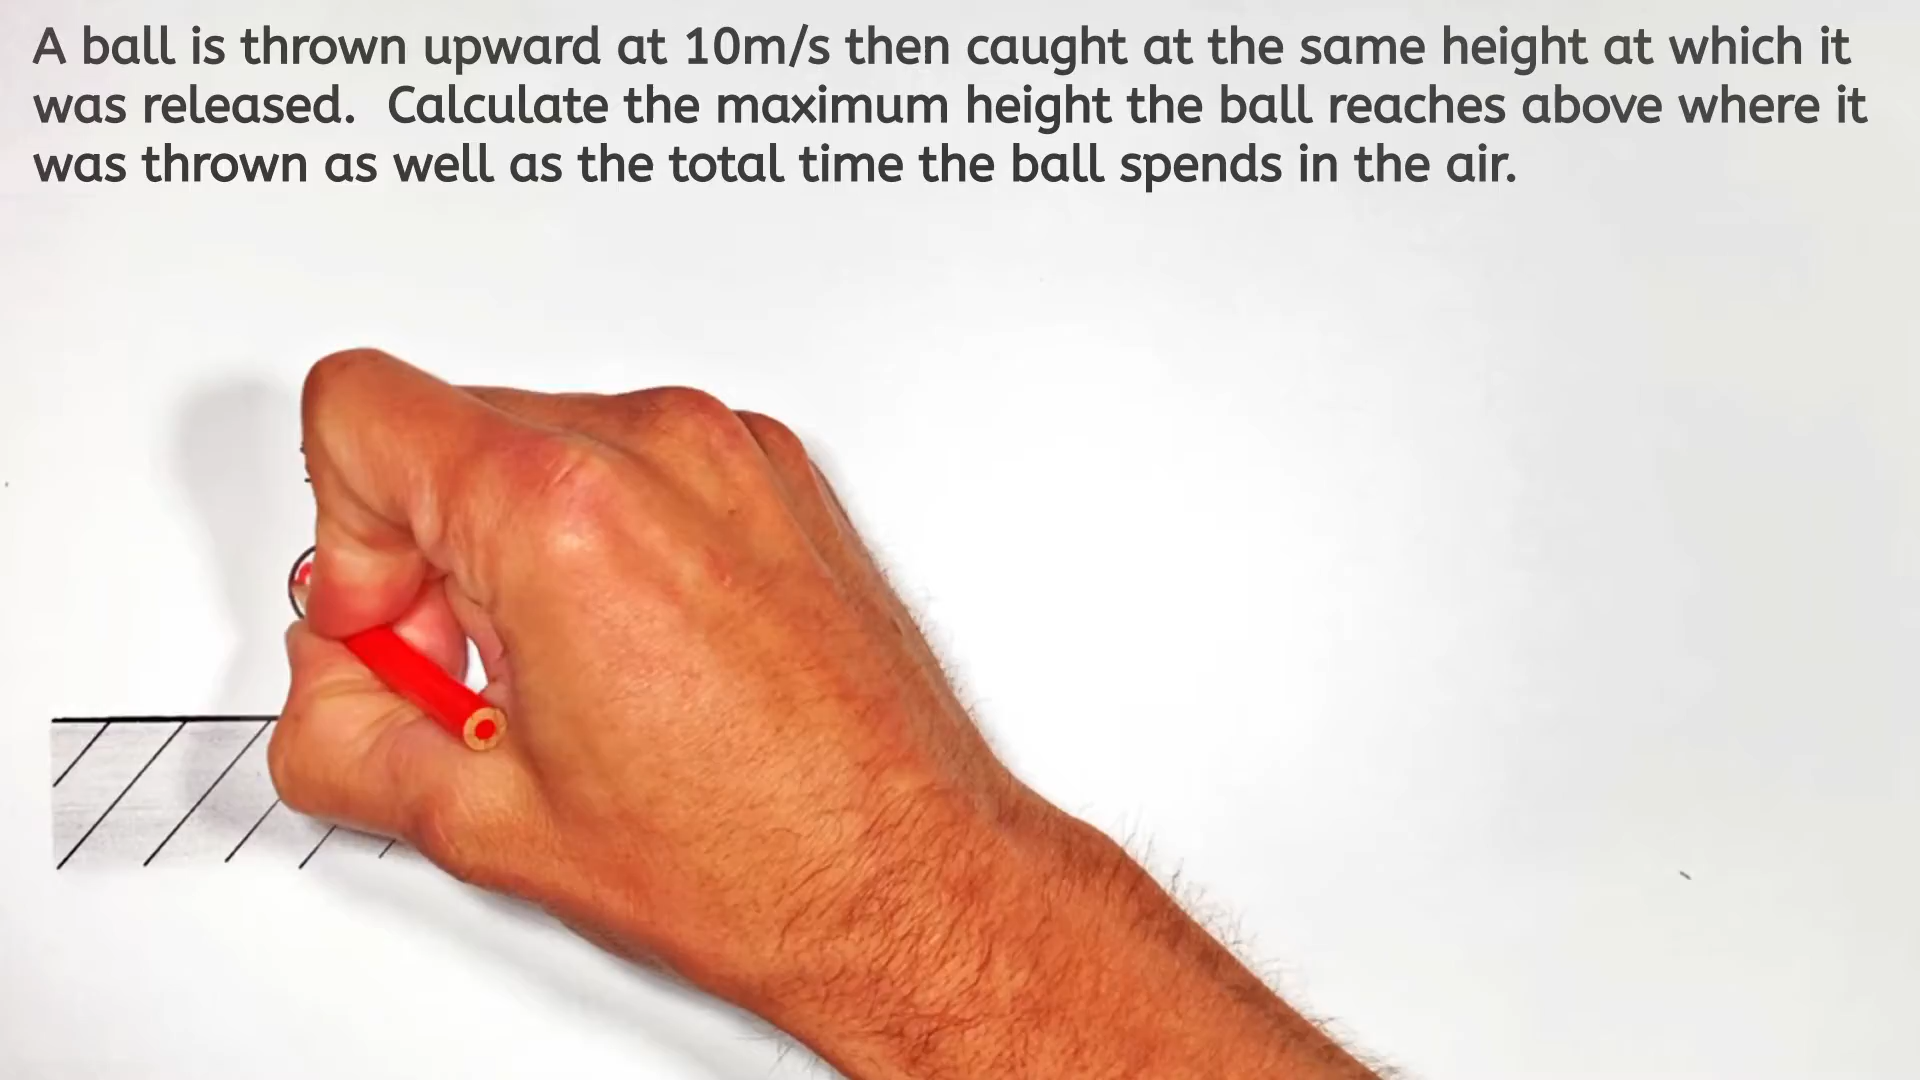 A ball is thrown upward at 10m/s then caught at the same height at which it
was released.  Calculate the maximum height the ball reaches above where it
was thrown as well as the total time the ball spends in the air.